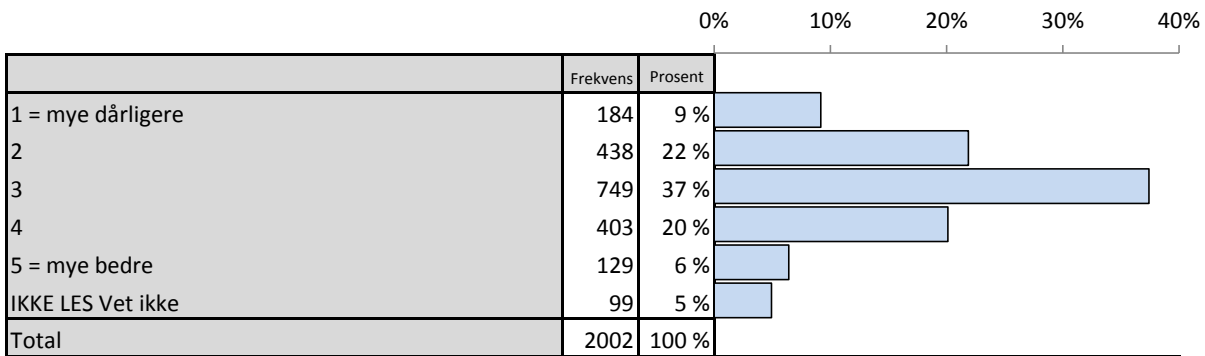 0% 10% 20% 30% 40%
Frekvens Prosent
1 = mye dårligere 184 9 %
2 438 22 %
3 749 37 %
4 403 20 %
5 = mye bedre 129 6 %
IKKE LES Vet ikke 99 5 %
Total 2002 100 %